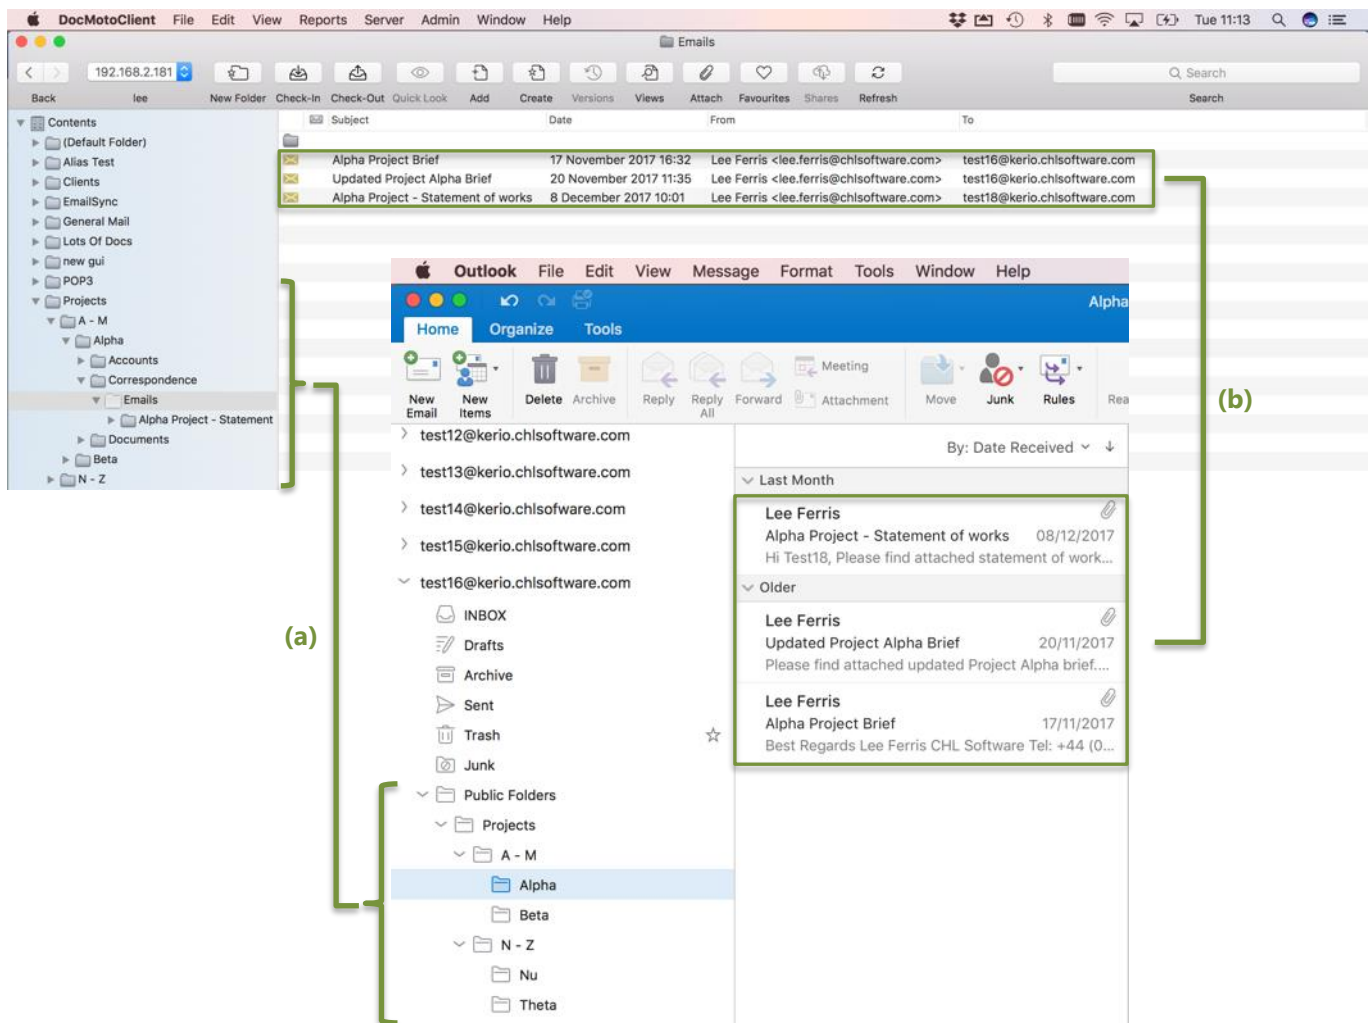 DocMotoClient File Edit View Reports Server Admin Window Help Tue 11:13
Emails
192.168.2.181 Search
Back lee New Folder Check-In Check-Out Quick Look Add Create Versions Views Attach Favourites Shares Refresh Search
Contents
(Default Folder)
Alias Test
Clients
EmailSync
General Mail
Lots Of Docs
new gui
POP3
Projects
A - M
Alpha
Accounts
Correspondence
Emails
Alpha Project - Statement
Documents
Beta
N - Z
Subject Date From To
Alpha Project Brief 17 November 2017 16:32 Lee Ferris <lee.ferris@chlsoftware.com> test16@kerio.chlsoftware.com
Updated Project Alpha Brief 20 November 2017 11:35 Lee Ferris <lee.ferris@chlsoftware.com> test16@kerio.chlsoftware.com
Alpha Project - Statement of works 8 December 2017 10:01 Lee Ferris <lee.ferris@chlsoftware.com> test18@kerio.chlsoftware.com
(a)
(b)
Outlook File Edit View Message Format Tools Window Help
Alpha
Home Organize Tools
New Email
New Items
Delete
Archive
Reply
Reply All
Forward
Meeting
Attachment
Move
Junk
Rules
Rea
test12@kerio.chlsoftware.com
test13@kerio.chlsoftware.com
test14@kerio.chlsofware.com
test15@kerio.chlsoftware.com
test16@kerio.chlsoftware.com
INBOX
Drafts
Archive
Sent
Trash
Junk
Public Folders
Projects
A - M
Alpha
Beta
N - Z
Nu
Theta
By: Date Received
Last Month
Lee Ferris
Alpha Project - Statement of works 08/12/2017
Hi Test18, Please find attached statement of work...
Older
Lee Ferris
Updated Project Alpha Brief 20/11/2017
Please find attached updated Project Alpha brief....
Lee Ferris
Alpha Project Brief 17/11/2017
Best Regards Lee Ferris CHL Software Tel: +44 (0...